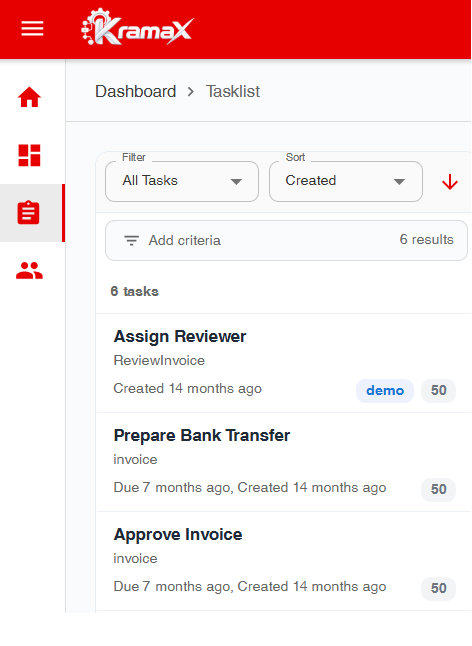 KramaX
Dashboard > Tasklist
Filter
Sort
All Tasks
Created
Add criteria
6 results
6 tasks
Assign Reviewer
ReviewInvoice
Created 14 months ago
demo
50
Prepare Bank Transfer
invoice
Due 7 months ago, Created 14 months ago
50
Approve Invoice
invoice
Due 7 months ago, Created 14 months ago
50